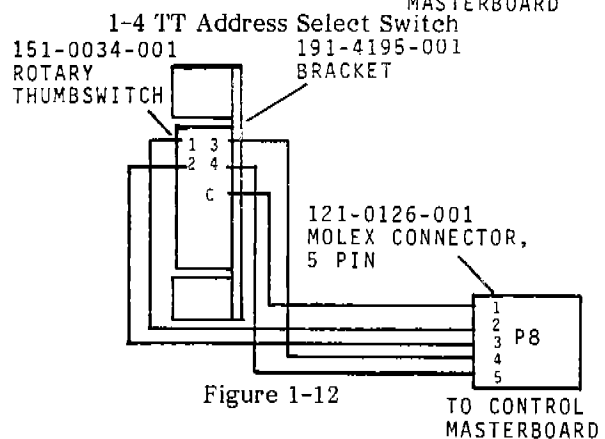 MASTERBOARD
1-4 TT Address Select Switch
151-0034-001
ROTARY
THUMBSWITCH
191-4195-001
BRACKET
1 3
2 4
C
121-0126-001
MOLEX CONNECTOR,
5 PIN
1
2
3
4
5
P8
Figure 1-12
TO CONTROL
MASTERBOARD